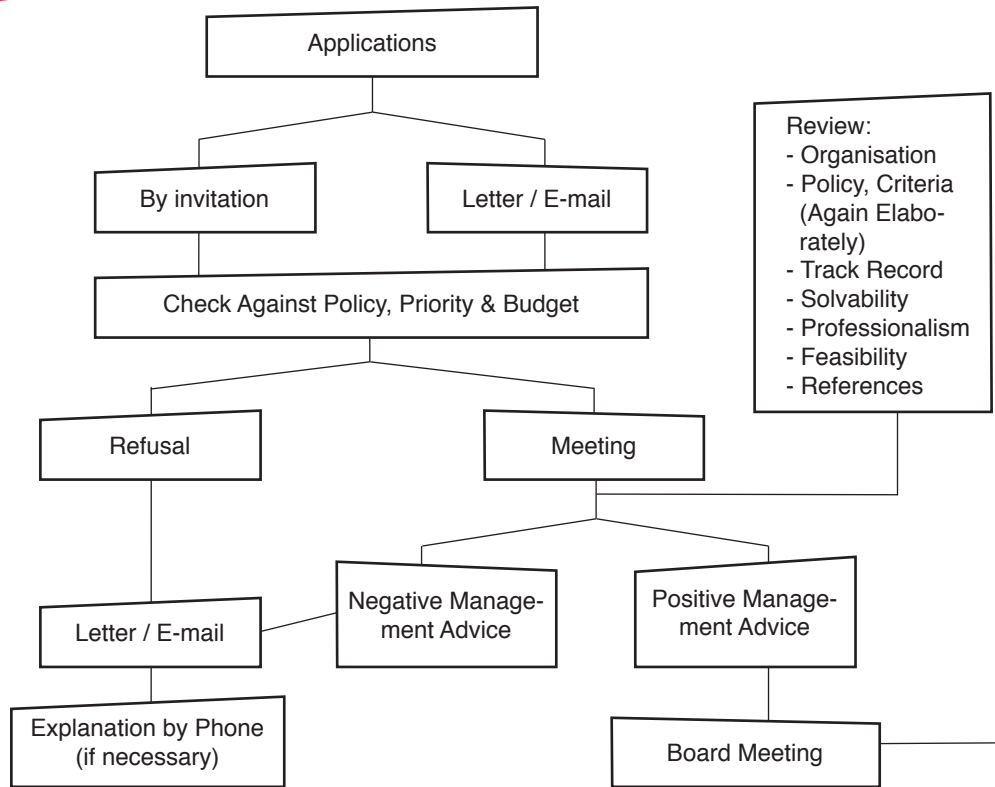 Applications
By invitation
Letter / E-mail
Check Against Policy, Priority & Budget
Review:
- Organisation
- Policy, Criteria
(Again Elabo-
rately)
- Track Record
- Solvability
- Professionalism
- Feasibility
- References
Refusal
Meeting
Negative Manage-
ment Advice
Positive Manage-
ment Advice
Letter / E-mail
Explanation by Phone
(if necessary)
Board Meeting